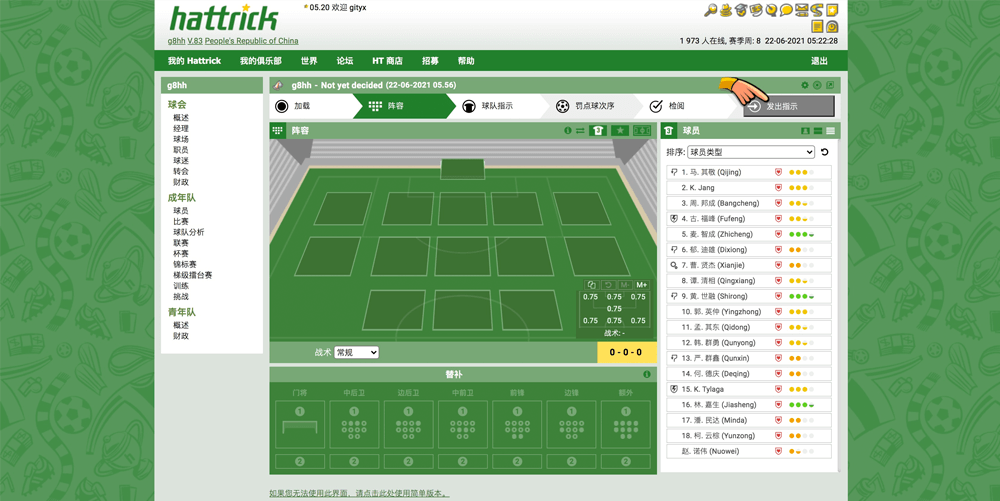 hattrick
05.20 欢迎 gityx
g8hh V.83 People's Republic of China
1 973 人在线, 赛季周: 8 22-06-2021 05:22:28
我的 Hattrick 我的俱乐部 世界 论坛 HT 商店 招募 帮助 退出
g8hh
球会
概述
经理
球场
职员
球迷
转会
财政
成年队
球员
比赛
球队分析
联赛
杯赛
锦标赛
梯级擂台赛
训练
挑战
青年队
概述
财政
g8hh - Not yet decided (22-06-2021 05.56)
加载 阵容 球队指示 罚点球次序 检阅 发出指示
阵容
M- M+
0.75 0.75 0.75
0.75
0.75 0.75 0.75
战术: -
战术 常规
0 - 0 - 0
替补
门将 中后卫 边后卫 中前卫 前锋 边锋 额外
1 1 1 1 1 1 1
2 2 2 2 2 2 2
球员
排序: 球员类型
1. 马. 其敏 (Qijing)
2. K. Jang
3. 周. 邦成 (Bangcheng)
4. 古. 福峰 (Fufeng)
5. 麦. 智成 (Zhicheng)
6. 郁. 迪雄 (Dixiong)
7. 曹. 贤杰 (Xianjie)
8. 谭. 清相 (Qingxiang)
9. 黄. 世融 (Shirong)
10. 郭. 英仲 (Yingzhong)
11. 孟. 其东 (Qidong)
12. 韩. 群勇 (Qunyong)
13. 严. 群鑫 (Qunxin)
14. 何. 德庆 (Deqing)
15. K. Tylaga
16. 林. 嘉生 (Jiasheng)
17. 潘. 民达 (Minda)
18. 柯. 云棕 (Yunzong)
赵. 诺伟 (Nuowei)
如果您无法使用此界面，请点击此处使用简单版本。